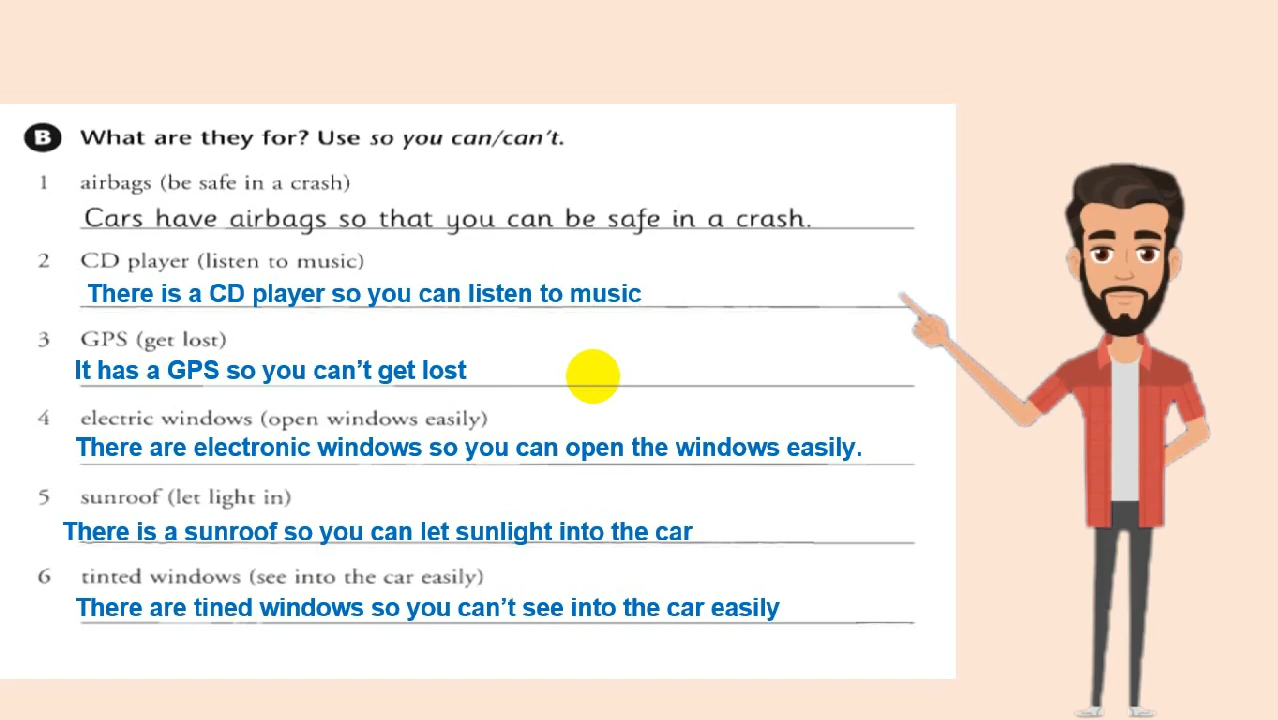 B What are they for? Use so you can/can't.
1 airbags (be safe in a crash)
Cars have airbags so that you can be safe in a crash.
2 CD player (listen to music)
There is a CD player so you can listen to music
3 GPS (get lost)
It has a GPS so you can't get lost
4 electric windows (open windows easily)
There are electronic windows so you can open the windows easily.
5 sunroof (let light in)
There is a sunroof so you can let sunlight into the car
6 tinted windows (see into the car easily)
There are tined windows so you can't see into the car easily